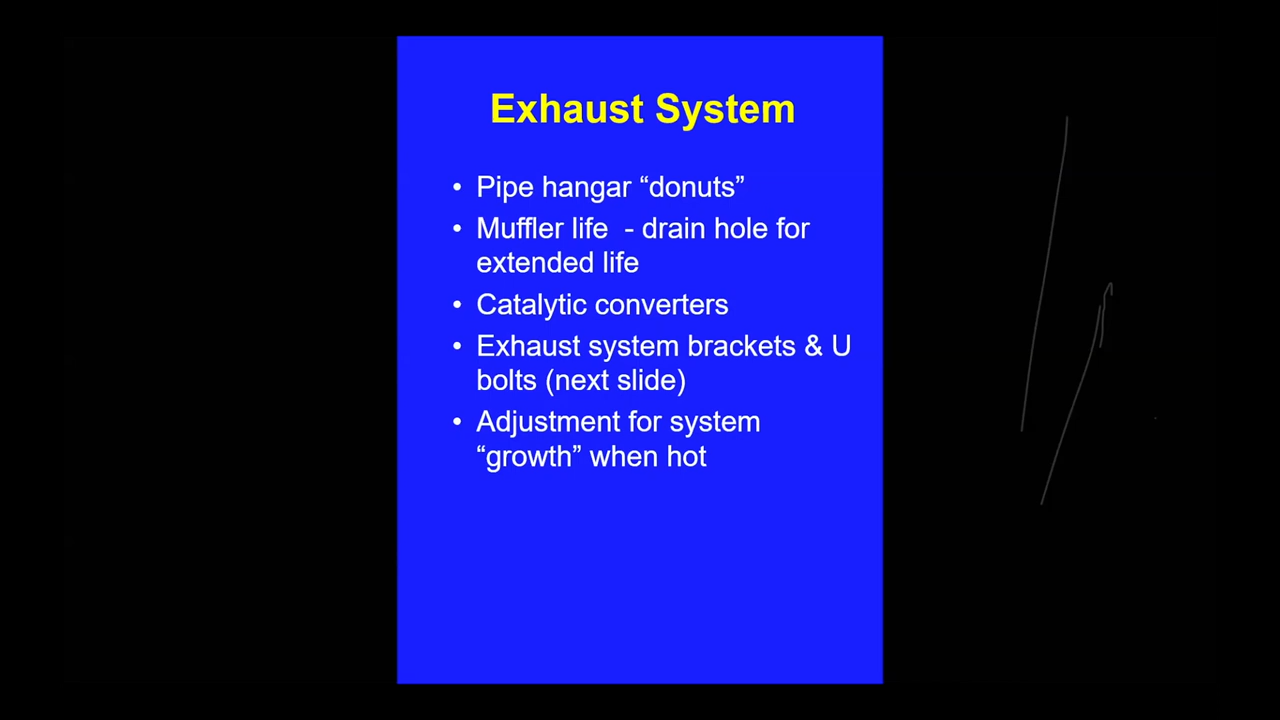 Exhaust System
• Pipe hangar “donuts”
• Muffler life  - drain hole for
extended life
• Catalytic converters
• Exhaust system brackets & U
bolts (next slide)
• Adjustment for system
“growth” when hot